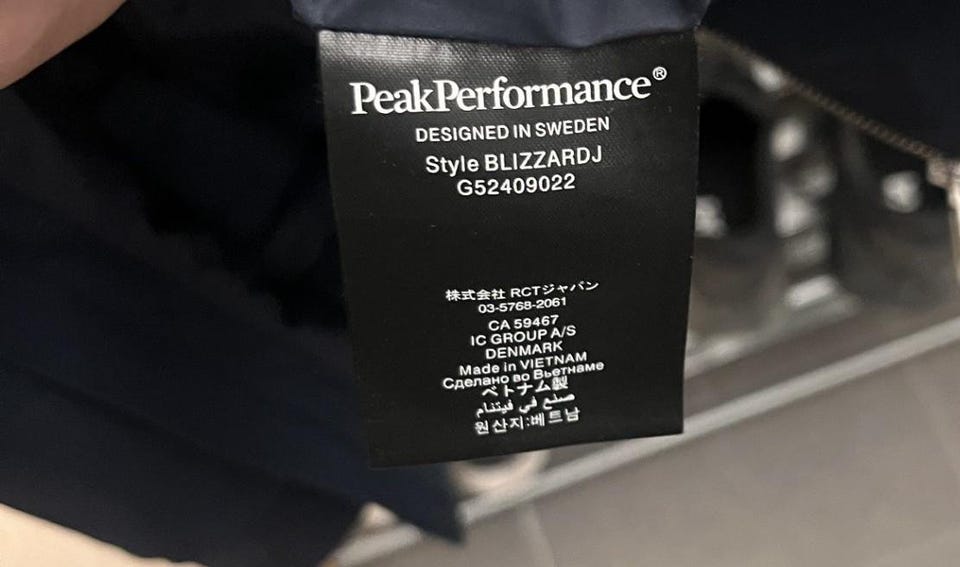 PeakPerformance®
DESIGNED IN SWEDEN
Style BLIZZARDJ
G52409022
株式会社 RCTジャパン
03-5768-2061
CA 59467
IC GROUP A/S
DENMARK
Made in VIETNAM
Сделано во Вьетнаме
ベトナム製
صنع في فيتنام
원산지:베트남